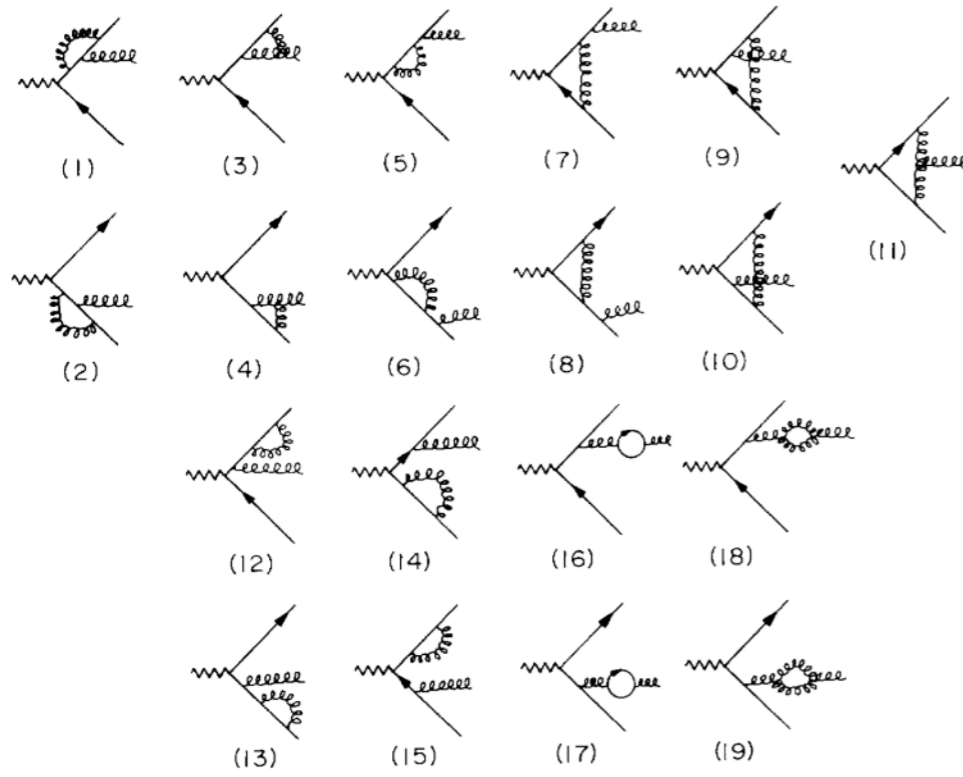 (1) (3) (5) (7) (9)
(11)
(2) (4) (6) (8) (10)
(12) (14) (16) (18)
(13) (15) (17) (19)